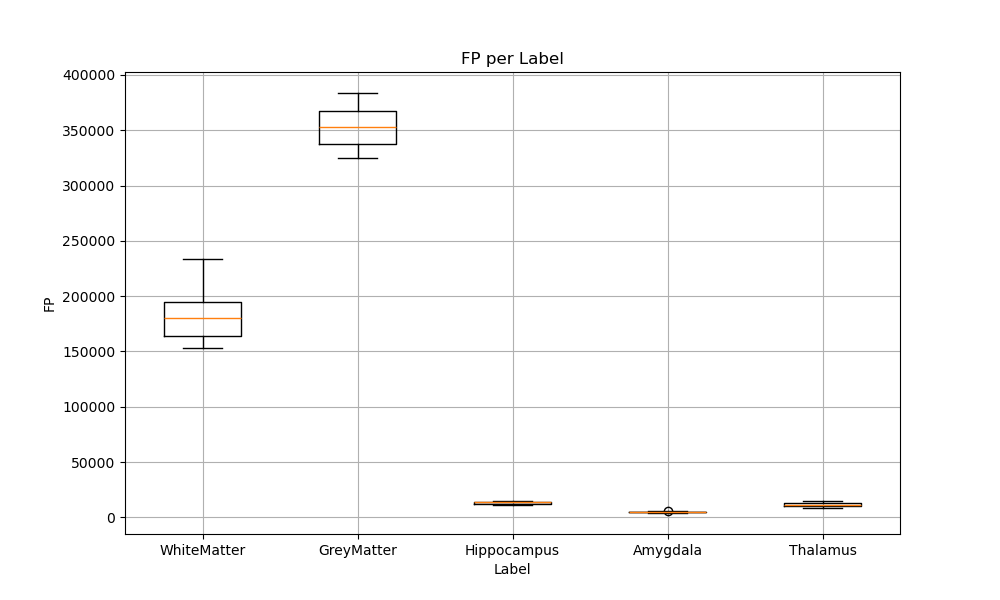 FP per Label
400000
350000
300000
250000
200000
150000
100000
50000
0
FP
WhiteMatter GreyMatter Hippocampus Amygdala Thalamus
Label